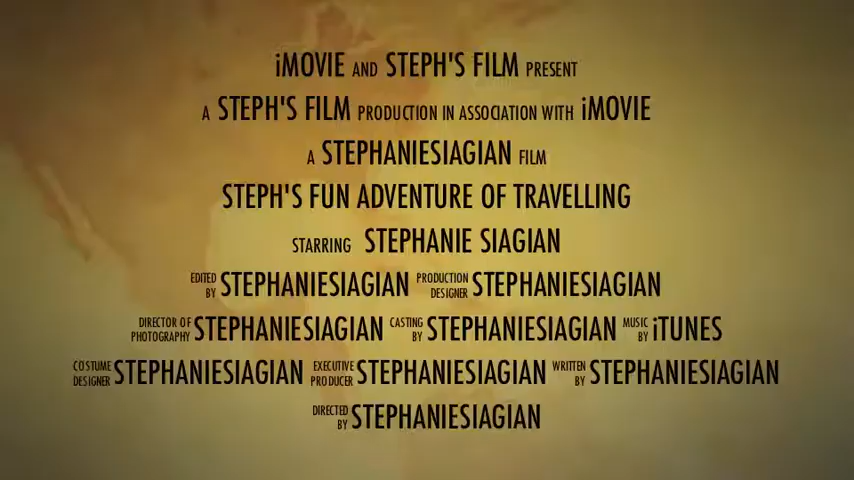 iMOVIE AND STEPH'S FILM PRESENT
A STEPH'S FILM PRODUCTION IN ASSOCIATION WITH iMOVIE
A STEPHANIESIAGIAN FILM
STEPH'S FUN ADVENTURE OF TRAVELLING
STARRING STEPHANIE SIAGIAN
EDITED BY STEPHANIESIAGIAN PRODUCTION DESIGNER STEPHANIESIAGIAN
DIRECTOR OF PHOTOGRAPHY STEPHANIESIAGIAN CASTING BY STEPHANIESIAGIAN MUSIC BY iTUNES
COSTUME DESIGNER STEPHANIESIAGIAN EXECUTIVE PRODUCER STEPHANIESIAGIAN WRITTEN BY STEPHANIESIAGIAN
DIRECTED BY STEPHANIESIAGIAN